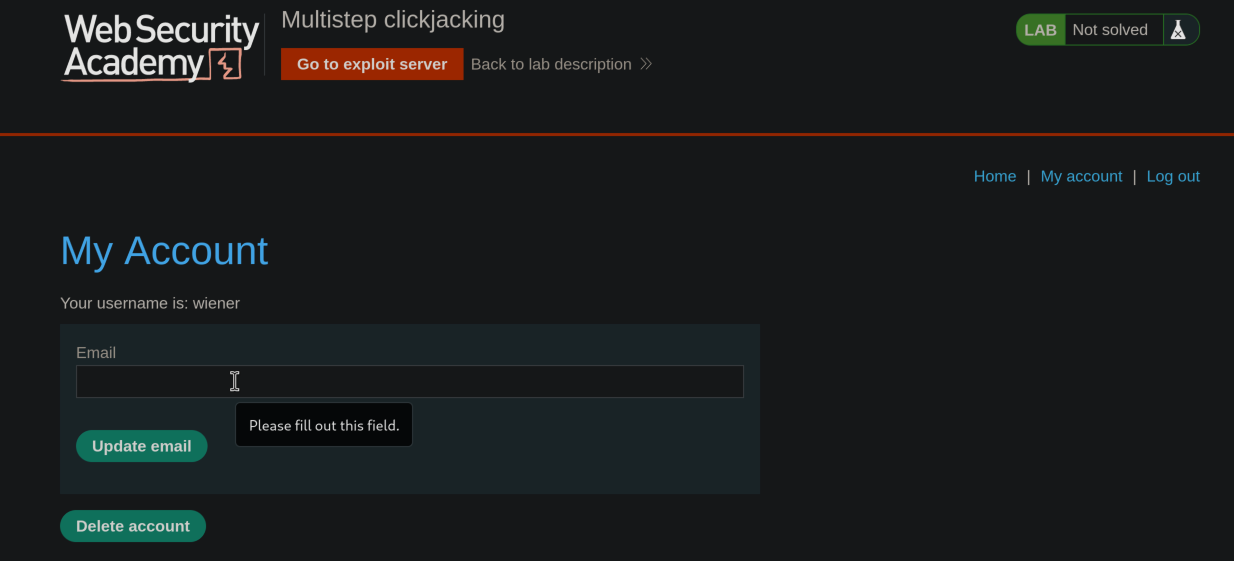 Web Security
Academy
Multistep clickjacking
Go to exploit server
Back to lab description
LAB
Not solved
Home | My account | Log out
My Account
Your username is: wiener
Email
Please fill out this field.
Update email
Delete account